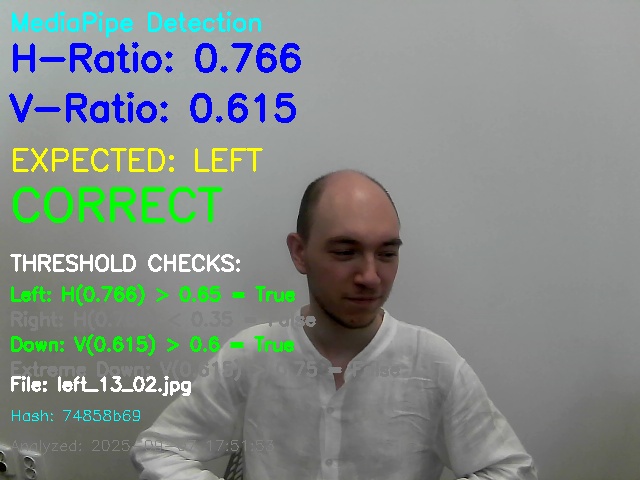 MediaPipe Detection
H-Ratio: 0.766
V-Ratio: 0.615
EXPECTED: LEFT
CORRECT
THRESHOLD CHECKS:
Left: H(0.766) > 0.65 = True
Right: H(0. < 0.35 = False
Down: V(0.615) > 0.6 = True
Extreme Down: V(0.615) > 0.75 = False
File: left_13_02.jpg
Hash: 74858b69
Analyzed: 2025 17:51:53